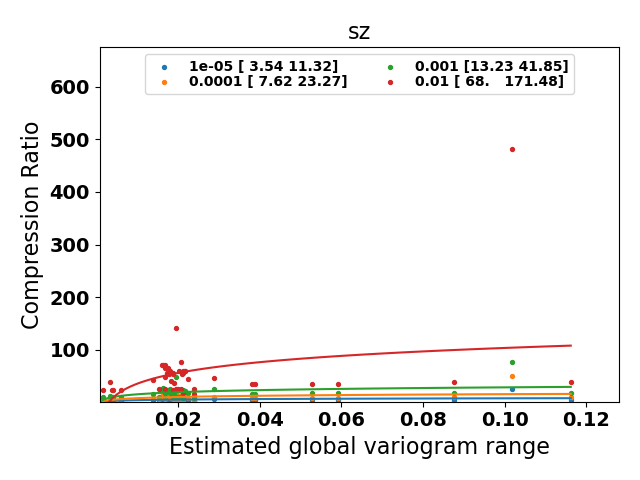 sz
1e-05 [ 3.54 11.32]
0.0001 [ 7.62 23.27]
0.001 [13.23 41.85]
0.01 [ 68.   171.48]
Compression Ratio
600
500
400
300
200
100
0.02 0.04 0.06 0.08 0.10 0.12
Estimated global variogram range